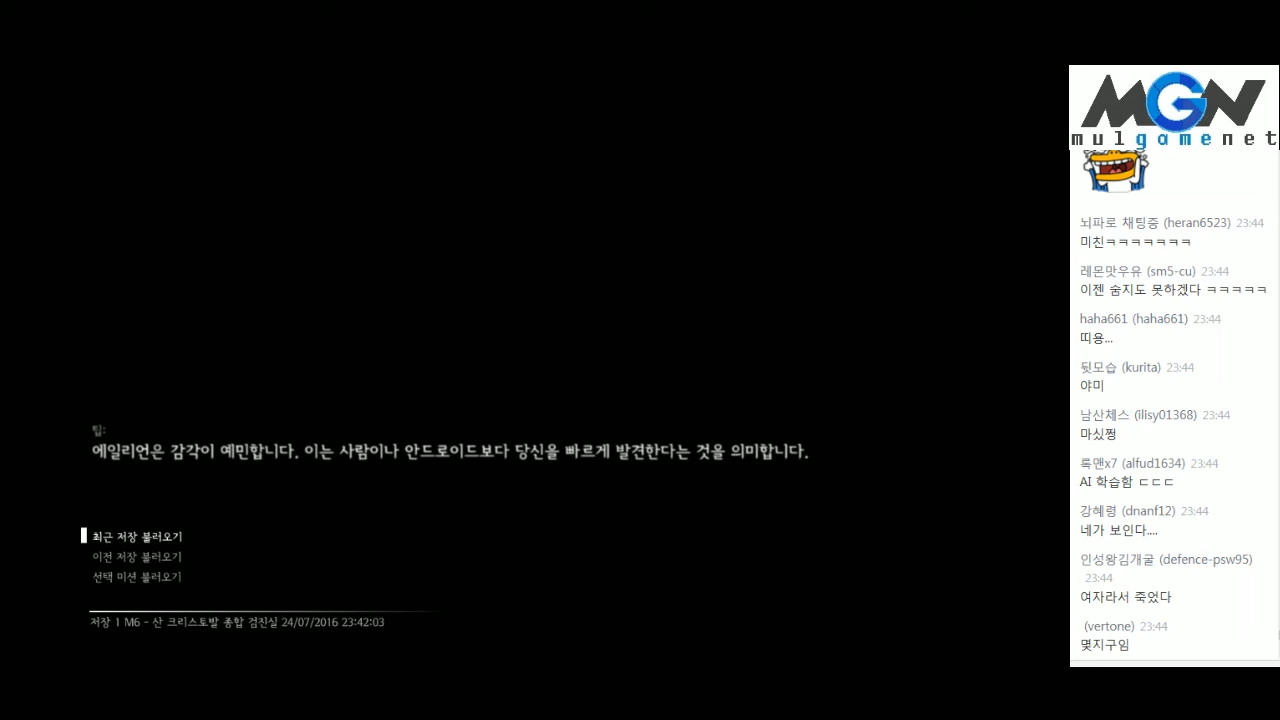 MGN
mulgamenet
뇌파로 채팅중 (heran6523) 23:44
미친ㅋㅋㅋㅋㅋㅋㅋ
레몬맛우유 (sm5-cu) 23:44
이젠 숨지도 못하겠다 ㅋㅋㅋㅋㅋ
haha661 (haha661) 23:44
띠용...
뒷모습 (kurita) 23:44
야미
남산체스 (ilisy01368) 23:44
마싰쩡
록맨x7 (alfud1634) 23:44
AI 학습함 ㄷㄷㄷ
강혜령 (dnanf12) 23:44
네가 보인다....
인성왕김개굴 (defence-psw95)
23:44
여자라서 죽었다
(vertone) 23:44
몇지구임
팁:
에일리언은 감각이 예민합니다. 이는 사람이나 안드로이드보다 당신을 빠르게 발견한다는 것을 의미합니다.
최근 저장 불러오기
이전 저장 불러오기
선택 미션 불러오기
저장 1 M6 - 산 크리스토발 종합 검진실 24/07/2016 23:42:03